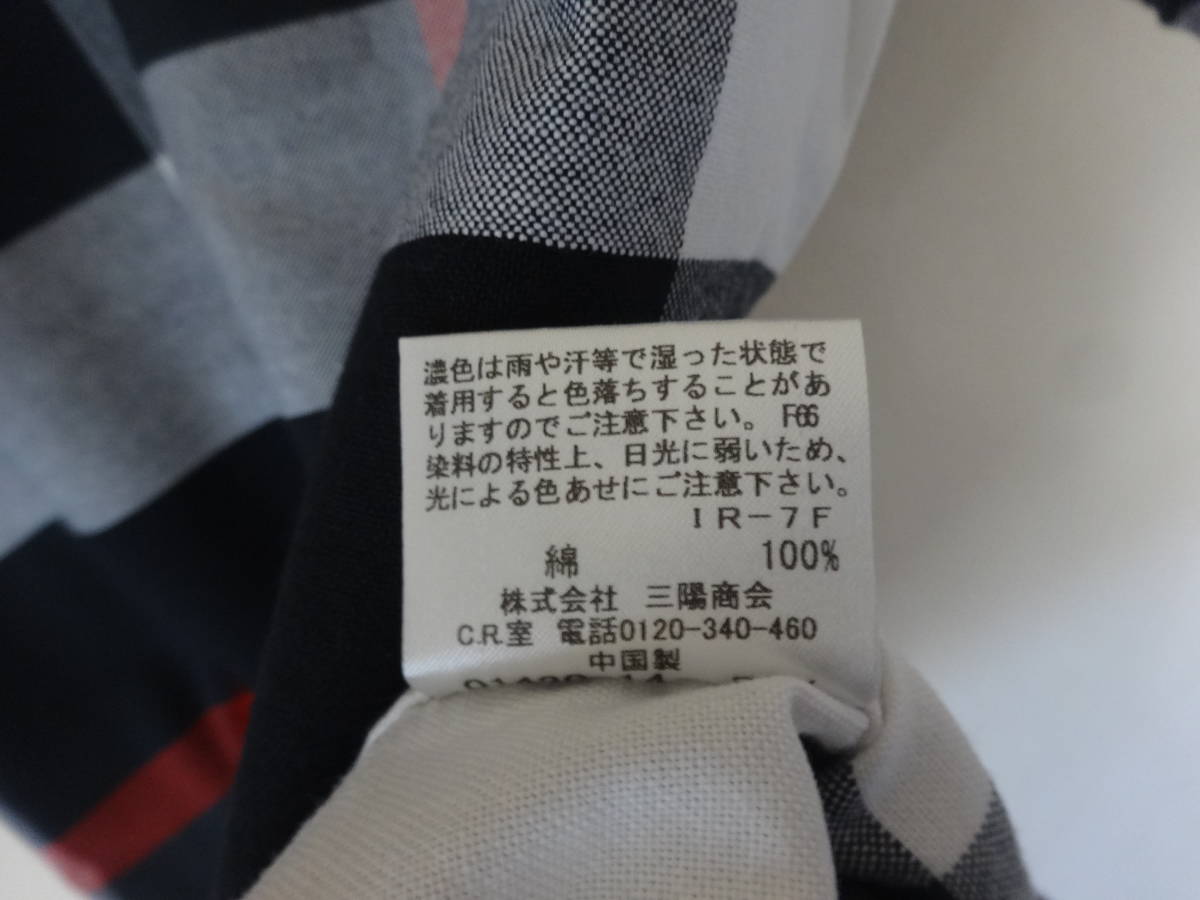 濃色は雨や汗等で湿った状態で
着用すると色落ちすることがあ
りますのでご注意下さい。 F66
染料の特性上、日光に弱いため、
光による色あせにご注意下さい。
IR-7F
綿 100%
株式会社 三陽商会
C.R.室 電話0120-340-460
中国製